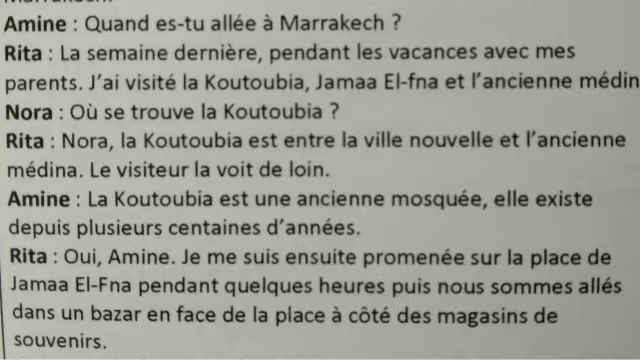 Amine : Quand es-tu allée à Marrakech ?
Rita : La semaine dernière, pendant les vacances avec mes
parents. J'ai visité la Koutoubia, Jamaa El-fna et l'ancienne médin
Nora : Où se trouve la Koutoubia ?
Rita : Nora, la Koutoubia est entre la ville nouvelle et l'ancienne
médina. Le visiteur la voit de loin.
Amine : La Koutoubia est une ancienne mosquée, elle existe
depuis plusieurs centaines d'années.
Rita : Oui, Amine. Je me suis ensuite promenée sur la place de
Jamaa El-Fna pendant quelques heures puis nous sommes allés
dans un bazar en face de la place à côté des magasins de
souvenirs.